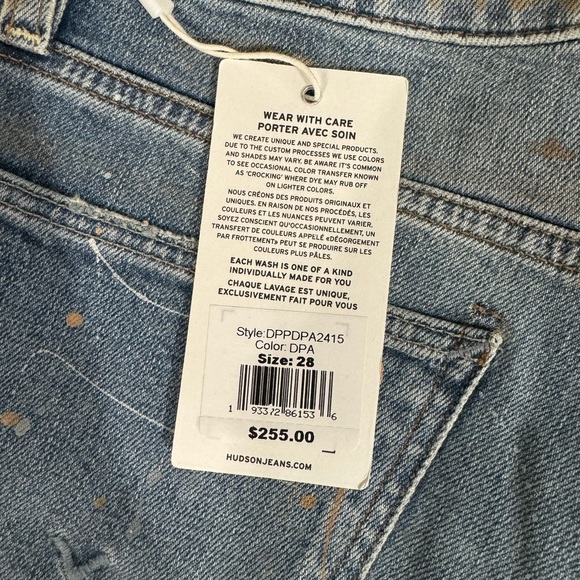 WEAR WITH CARE
PORTER AVEC SOIN
WE CREATE UNIQUE AND SPECIAL PRODUCTS.
DUE TO THE CUSTOM PROCESSES WE USE COLORS
AND SHADES MAY VARY. BE AWARE IT'S COMMON
TO SEE OCCASIONAL COLOR TRANSFER KNOWN
AS 'CROCKING' WHERE DYE MAY RUB OFF
ON LIGHTER COLORS.
NOUS CRÉONS DES PRODUITS ORIGINAUX ET
UNIQUES. EN RAISON DE NOS PROCÉDÉS, LES
COULEURS ET LES NUANCES PEUVENT VARIER.
SOYEZ CONSCIENT QU'OCCASIONNELLEMENT, UN
TRANSFERT DE COULEURS APPELÉ «DÉGORGEMENT
PAR FROTTEMENT» PEUT SE PRODUIRE SUR LES
COULEURS PLUS PÂLES.
EACH WASH IS ONE OF A KIND
INDIVIDUALLY MADE FOR YOU
CHAQUE LAVAGE EST UNIQUE,
EXCLUSIVEMENT FAIT POUR VOUS
Style:DPPDPA2415
Color: DPA
Size: 28
1 93372 86153 6
$255.00
HUDSONJEANS.COM